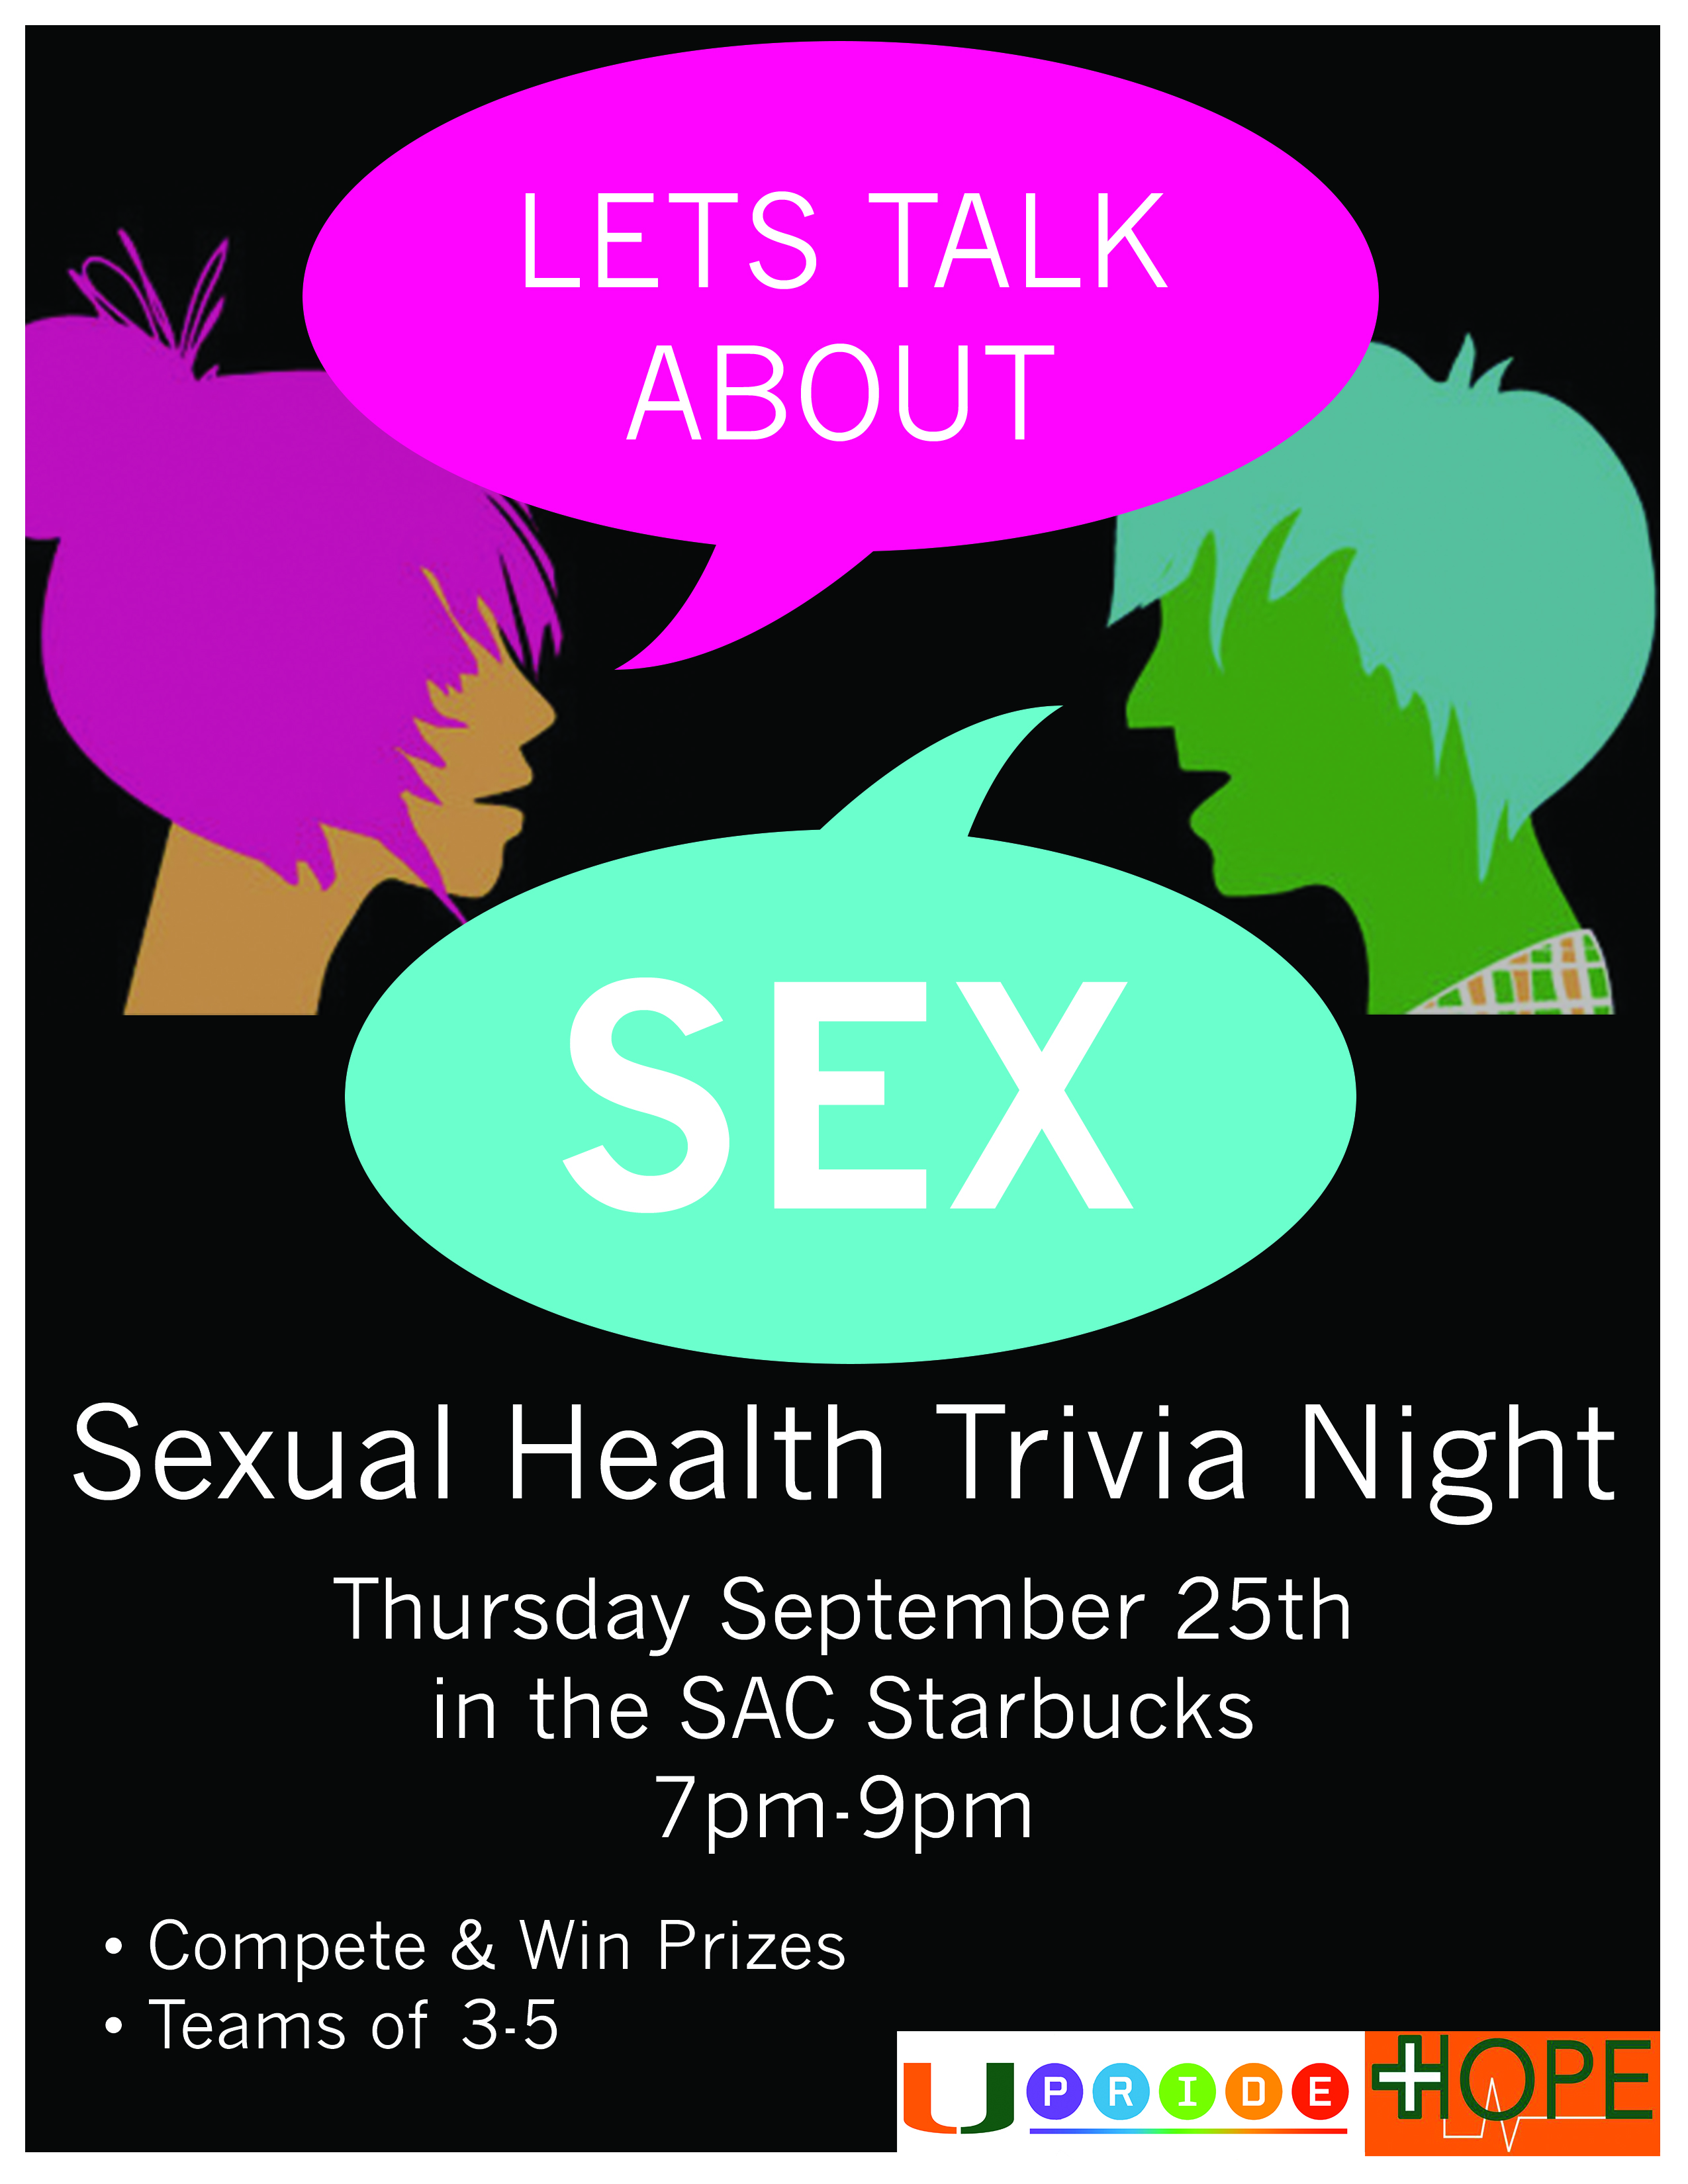 LETS TALK
ABOUT
SEX
Sexual Health Trivia Night
Thursday September 25th
in the SAC Starbucks
7pm-9pm
• Compete & Win Prizes
• Teams of 3-5
U PRIDE
HOPE